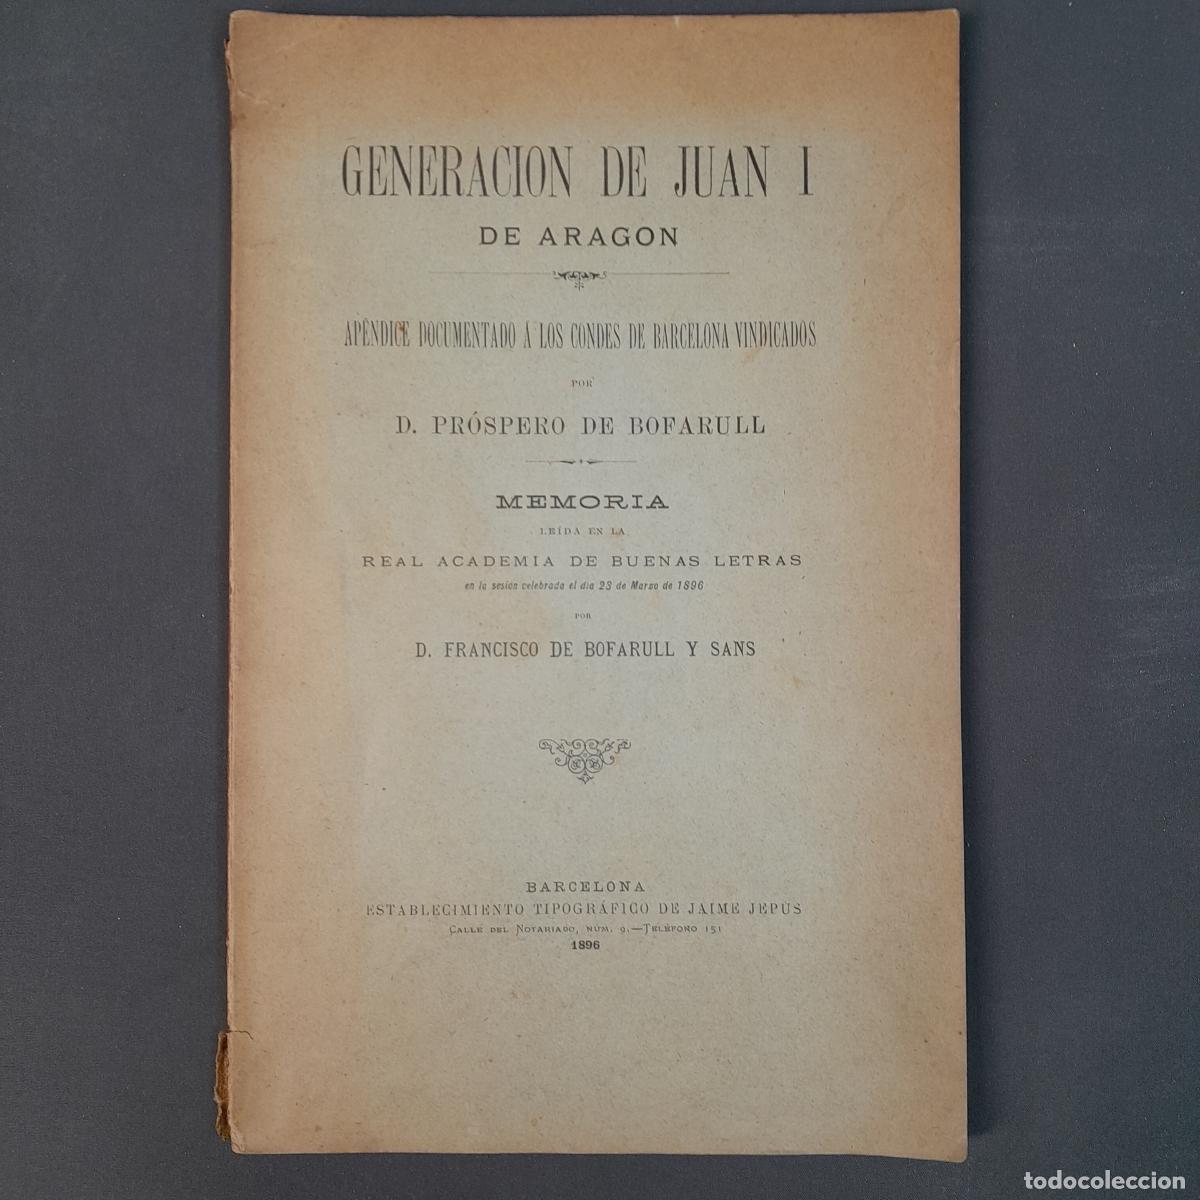 GENERACION DE JUAN I
DE ARAGON
APÉNDICE DOCUMENTADO Á LOS CONDES DE BARCELONA VINDICADOS
POR
D. PRÓSPERO DE BOFARULL
MEMORIA
LEÍDA EN LA
REAL ACADEMIA DE BUENAS LETRAS
en la sesión celebrada el día 23 de Marzo de 1896
POR
D. FRANCISCO DE BOFARULL Y SANS
BARCELONA
ESTABLECIMIENTO TIPOGRÁFICO DE JAIME JEPÚS
CALLE DEL NOTARIADO, NÚM. 9.—TELÉFONO 151
1896
todocoleccion